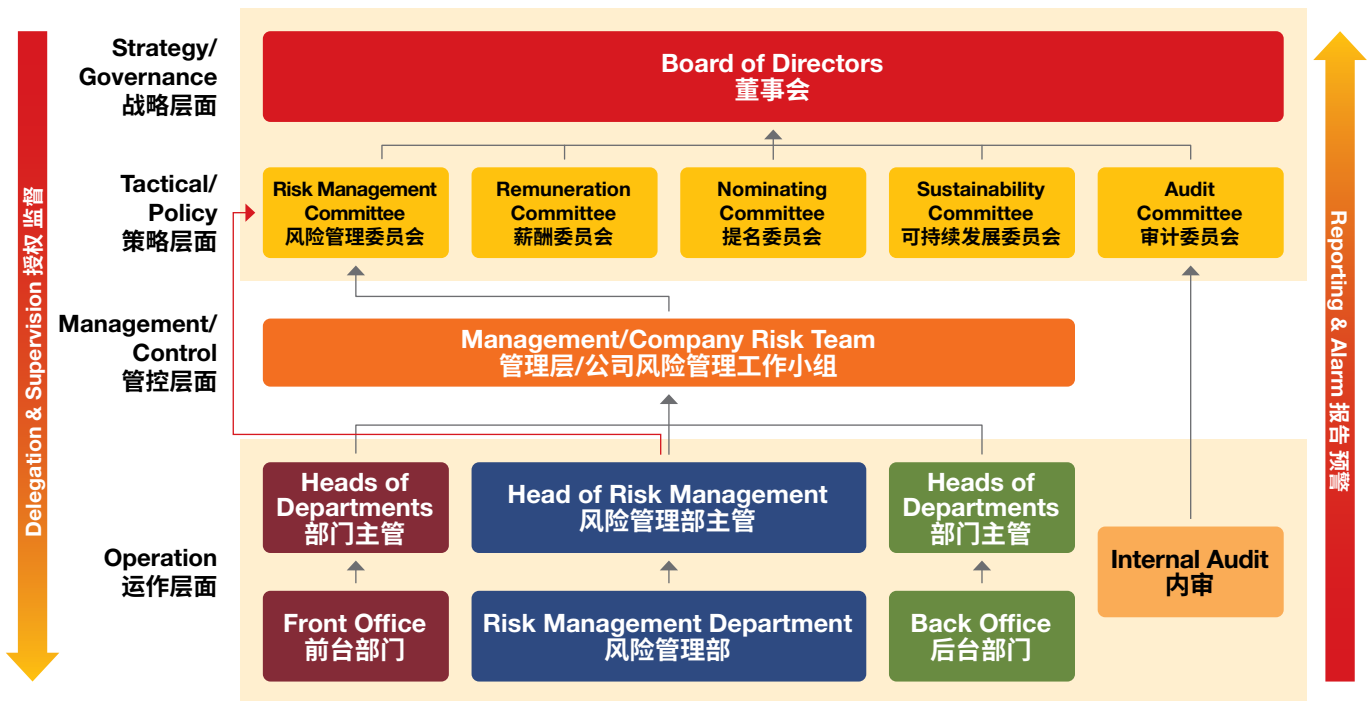 Strategy/
Governance
战略层面
Board of Directors
董事会
Tactical/
Policy
策略层面
Risk Management
Committee
风险管理委员会
Remuneration
Committee
薪酬委员会
Nominating
Committee
提名委员会
Sustainability
Committee
可持续发展委员会
Audit
Committee
审计委员会
Management/
Control
管控层面
Management/Company Risk Team
管理层/公司风险管理工作小组
Operation
运作层面
Heads of
Departments
部门主管
Head of Risk Management
风险管理部主管
Heads of
Departments
部门主管
Internal Audit
内审
Front Office
前台部门
Risk Management Department
风险管理部
Back Office
后台部门
Delegation & Supervision 授权 监督
Reporting & Alarm 报告 预警